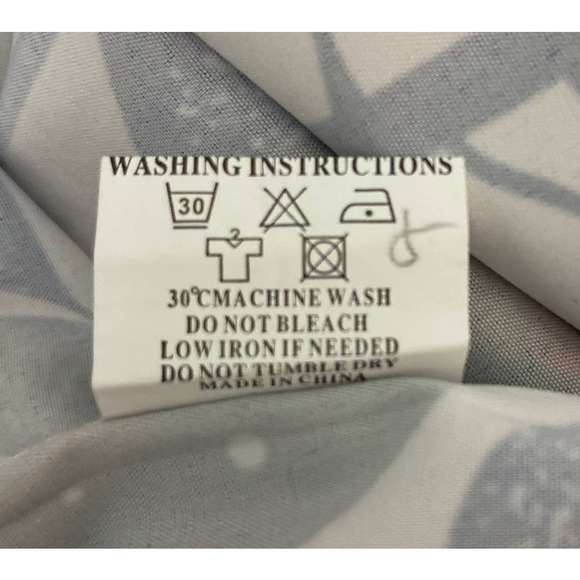 WASHING INSTRUCTIONS
30
30°CMACHINE WASH
DO NOT BLEACH
LOW IRON IF NEEDED
DO NOT TUMBLE DRY
MADE IN CHINA